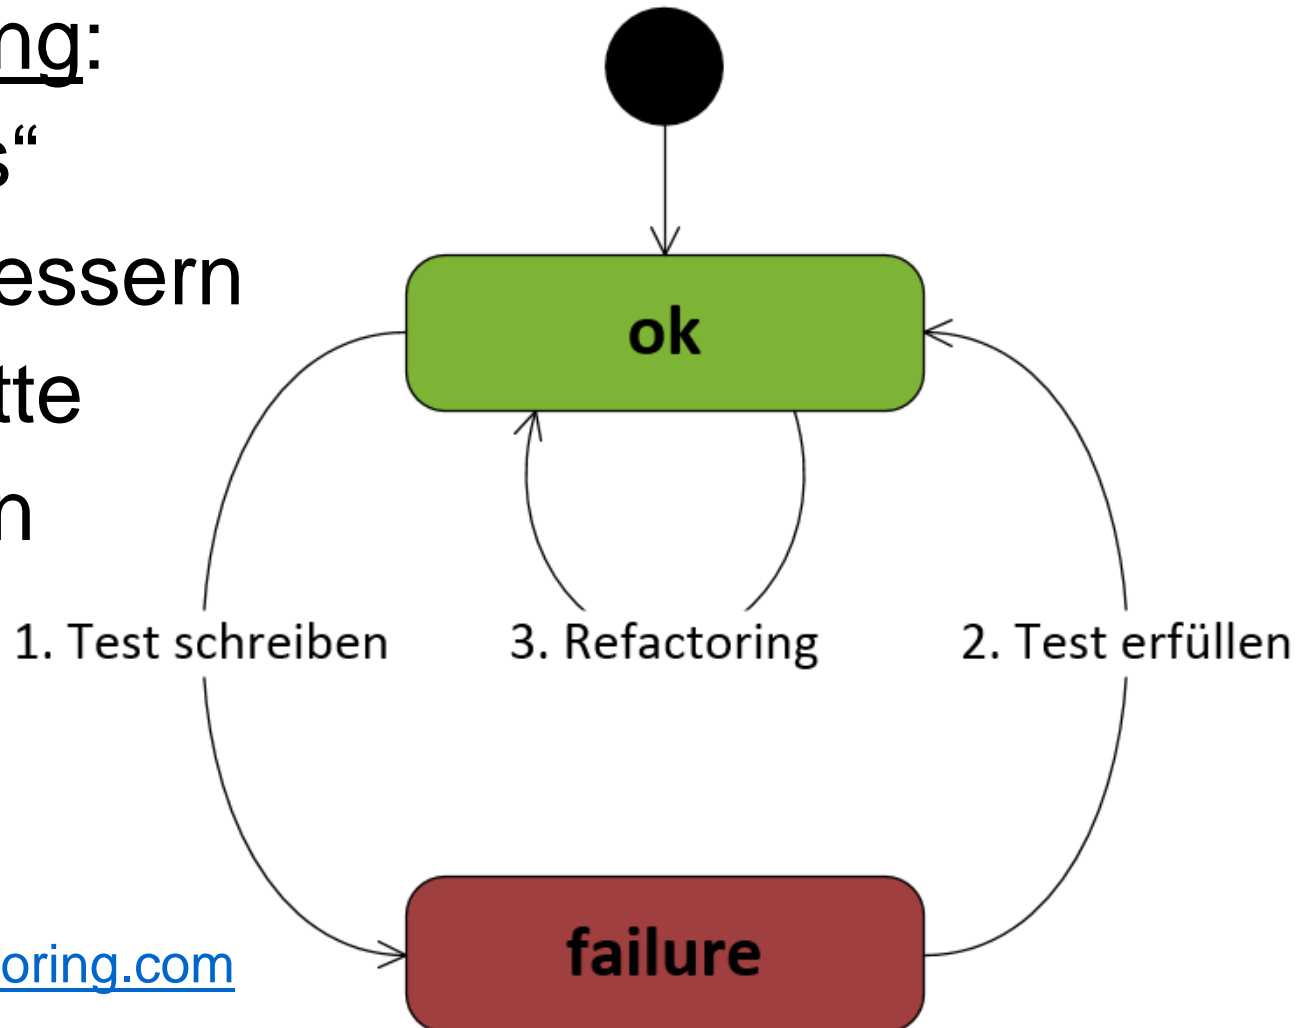 ng:
s“
essern
ok
tte
n
1. Test schreiben
3. Refactoring
2. Test erfüllen
failure
oring.com